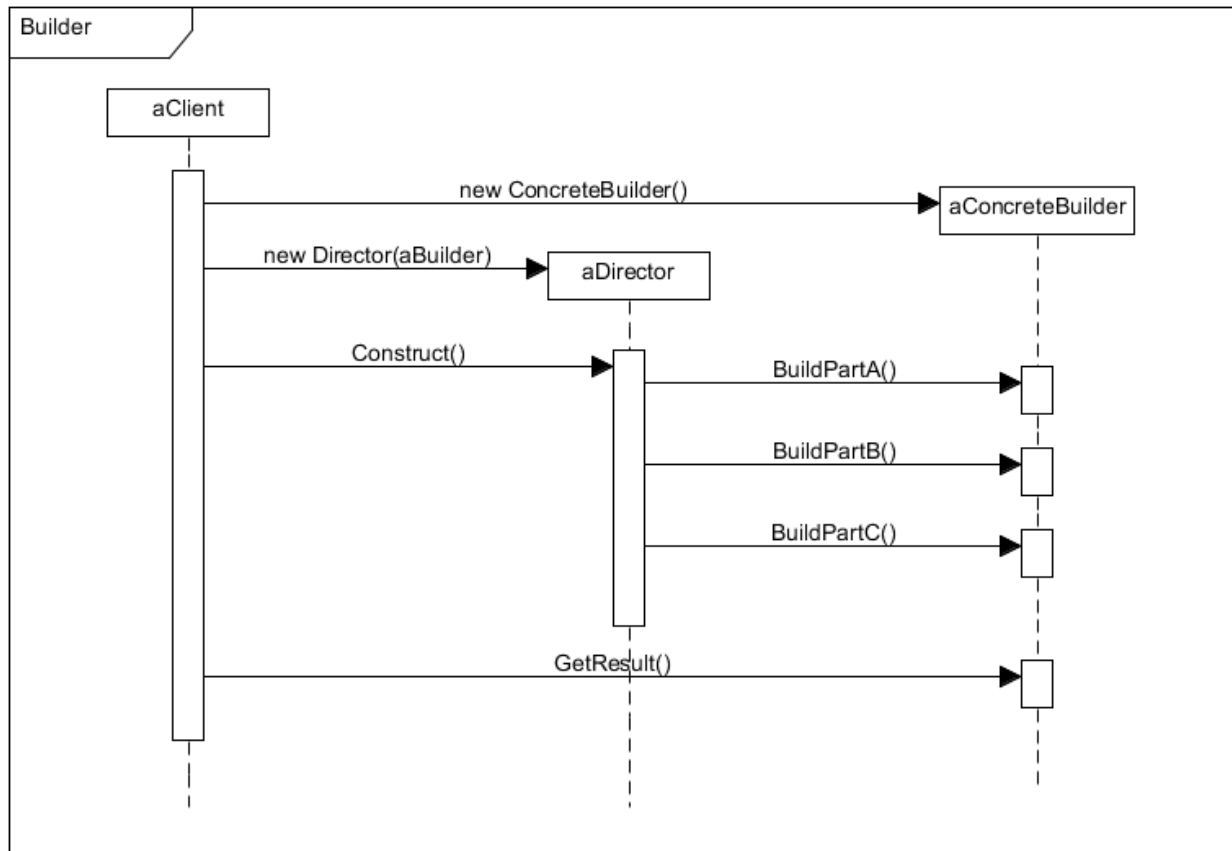 Builder
aClient
new ConcreteBuilder()
aConcreteBuilder
new Director(aBuilder)
aDirector
Construct()
BuildPartA()
BuildPartB()
BuildPartC()
GetResult()